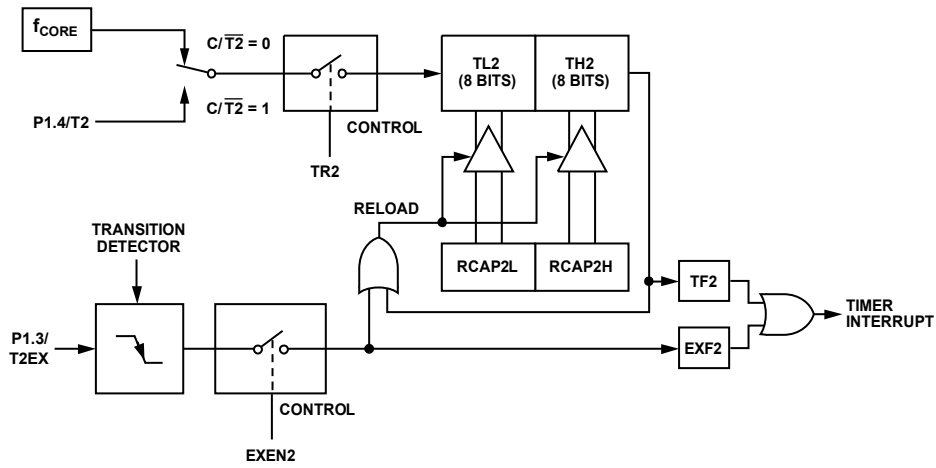 fCORE
C/T2 = 0
C/T2 = 1
P1.4/T2
CONTROL
TR2
TL2
(8 BITS)
TH2
(8 BITS)
RELOAD
TRANSITION
DETECTOR
RCAP2L
RCAP2H
TF2
TIMER
INTERRUPT
P1.3/
T2EX
EXF2
CONTROL
EXEN2